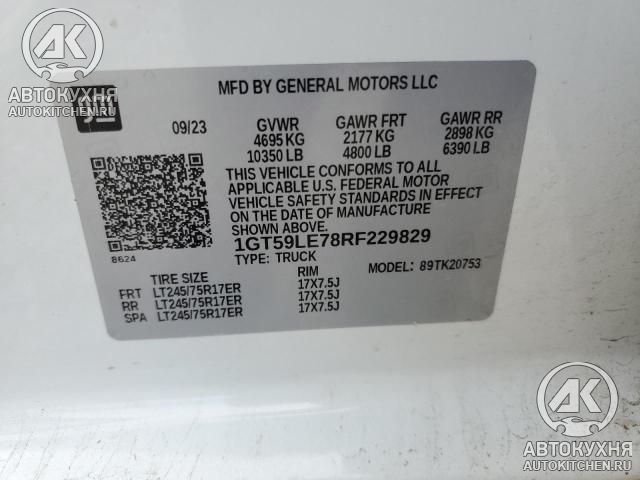 AK
АВТОКУХНЯ
AUTOKITCHEN.RU
GM
MFD BY GENERAL MOTORS LLC
09/23 GVWR GAWR FRT GAWR RR
4695 KG 2177 KG 2898 KG
10350 LB 4800 LB 6390 LB
THIS VEHICLE CONFORMS TO ALL
APPLICABLE U.S. FEDERAL MOTOR
VEHICLE SAFETY STANDARDS IN EFFECT
ON THE DATE OF MANUFACTURE
SHOWN ABOVE.
1GT59LE78RF229829
8624
TYPE: TRUCK MODEL: 89TK20753
TIRE SIZE RIM
FRT LT245/75R17ER 17X7.5J
RR LT245/75R17ER 17X7.5J
SPA LT245/75R17ER 17X7.5J
AK
АВТОКУХНЯ
AUTOKITCHEN.RU